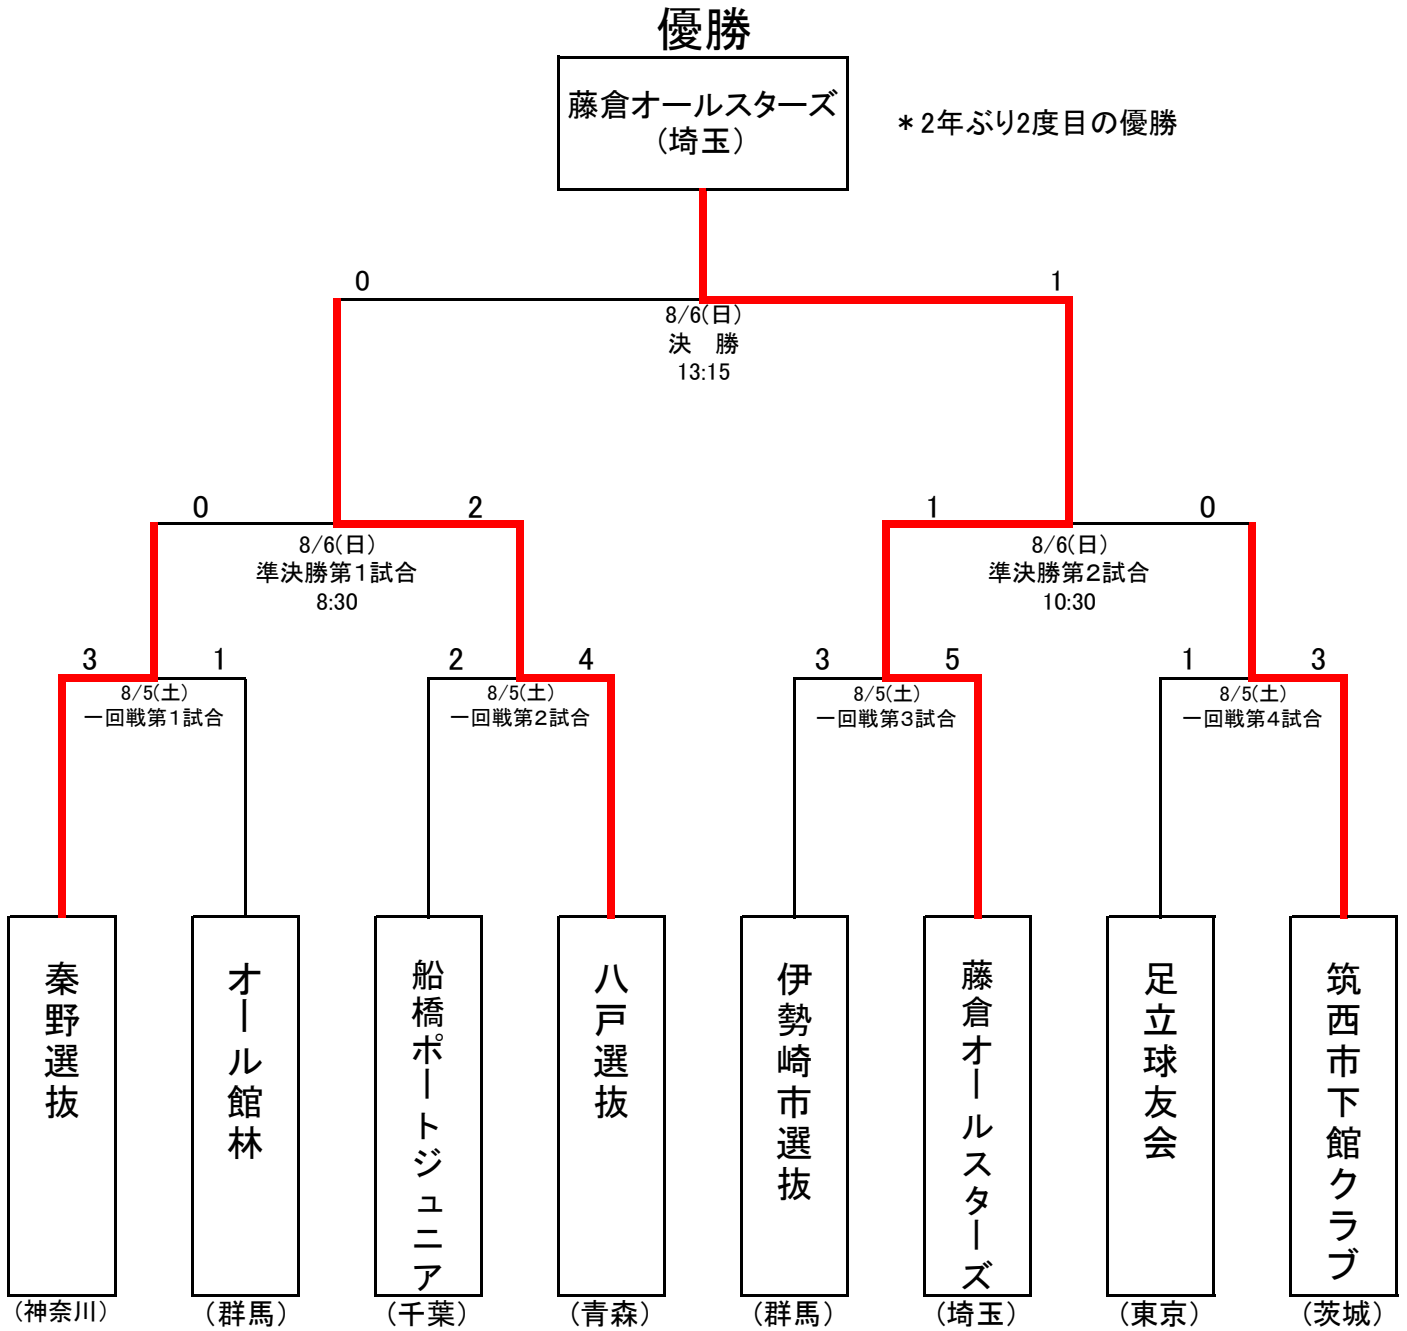 優勝
藤倉オールスターズ
(埼玉)
＊2年ぶり2度目の優勝
0
1
8/6(日)
決　勝
13:15
0
2
1
0
8/6(日)
準決勝第1試合
8:30
8/6(日)
準決勝第2試合
10:30
3
1
2
4
3
5
1
3
8/5(土)
一回戦第1試合
8/5(土)
一回戦第2試合
8/5(土)
一回戦第3試合
8/5(土)
一回戦第4試合
秦野選抜
オール館林
船橋ポートジュニア
八戸選抜
伊勢崎市選抜
藤倉オールスターズ
足立球友会
筑西市下館クラブ
(神奈川)
(群馬)
(千葉)
(青森)
(群馬)
(埼玉)
(東京)
(茨城)